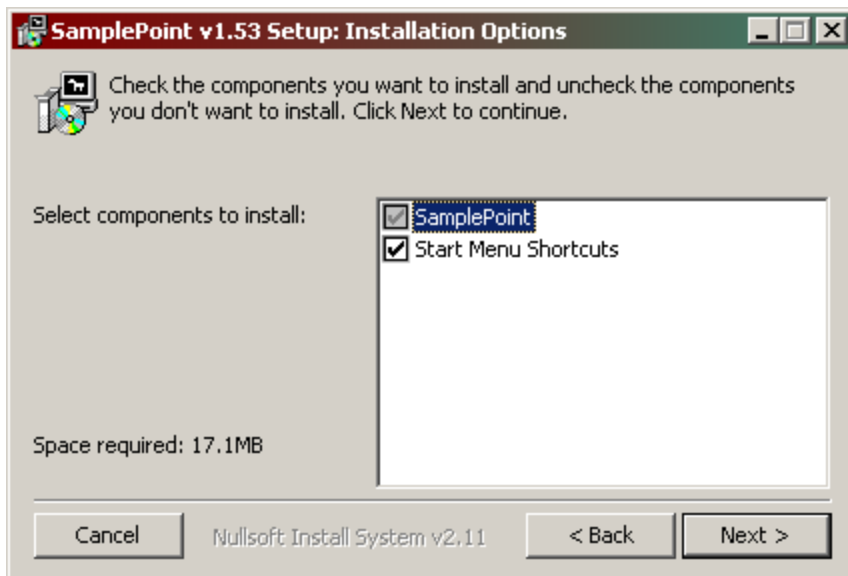 SamplePoint v1.53 Setup: Installation Options
Check the components you want to install and uncheck the components
you don't want to install. Click Next to continue.
Select components to install:
SamplePoint
Start Menu Shortcuts
Space required: 17.1MB
Cancel
Nullsoft Install System v2.11
< Back
Next >